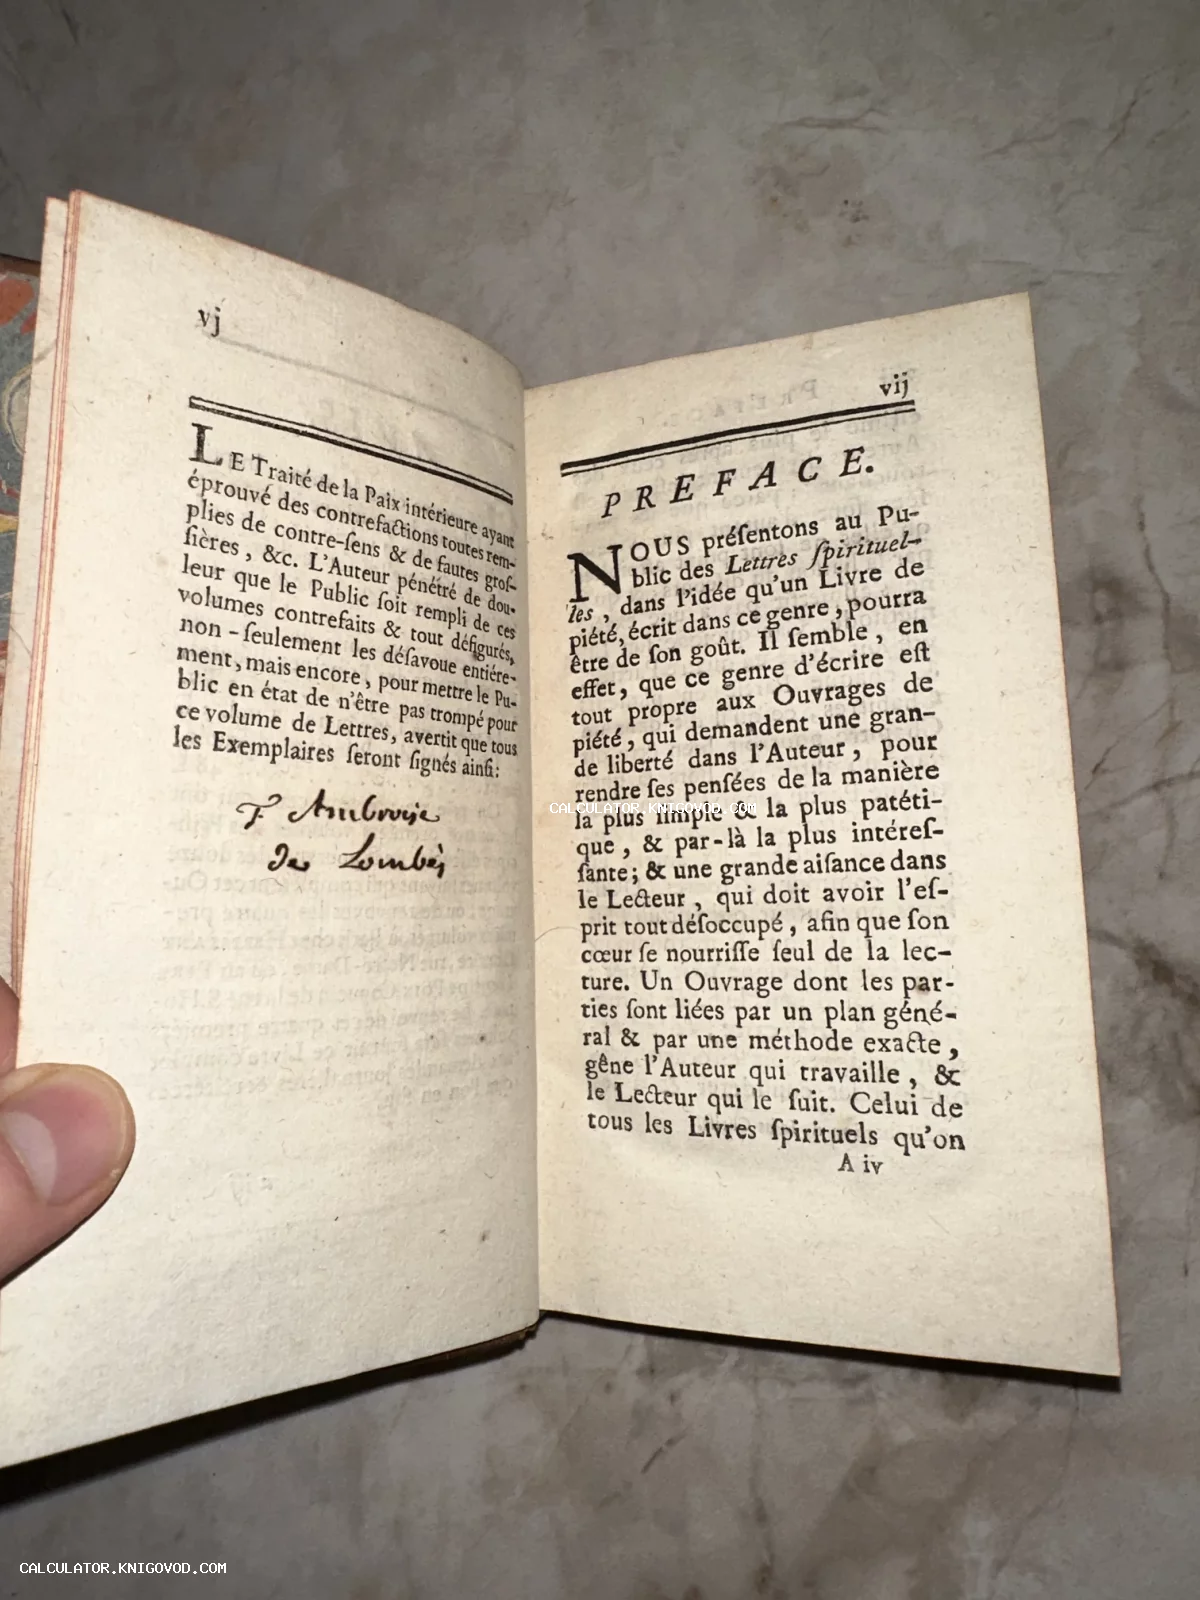 vj
LE Traité de la Paix intérieure ayant
éprouvé des contrefactions toutes rem-
plies de contre-ſens & de fautes groſ-
ſières, &c. L'Auteur pénétré de dou-
leur que le Public ſoit rempli de ces
volumes contrefaits & tout défigurés,
non-ſeulement les déſavoue entiére-
ment, mais encore, pour mettre le Pu-
blic en état de n'être pas trompé pour
ce volume de Lettres, avertit que tous
les Exemplaires ſeront ſignés ainſi:
F Ambroise
De Lombès
vij
PREFACE.
NOUS préſentons au Pu-
blic des Lettres ſpirituel-
les, dans l'idée qu'un Livre de
piété, écrit dans ce genre, pourra
être de ſon goût. Il ſemble, en
effet, que ce genre d'écrire eſt
tout propre aux Ouvrages de
piété, qui demandent une gran-
de liberté dans l'Auteur, pour
rendre ſes penſées de la manière
la plus ſimple & la plus patéti-
que, & par-là la plus intéreſ-
ſante; & une grande aiſance dans
le Lecteur, qui doit avoir l'eſ-
prit tout déſoccupé, afin que ſon
cœur ſe nourriſſe ſeul de la lec-
ture. Un Ouvrage dont les par-
ties ſont liées par un plan géné-
ral & par une méthode exacte,
gêne l'Auteur qui travaille, &
le Lecteur qui le ſuit. Celui de
tous les Livres ſpirituels qu'on
A iv
CALCULATOR.KNIGOVOD.COM
CALCULATOR.KNIGOVOD.COM